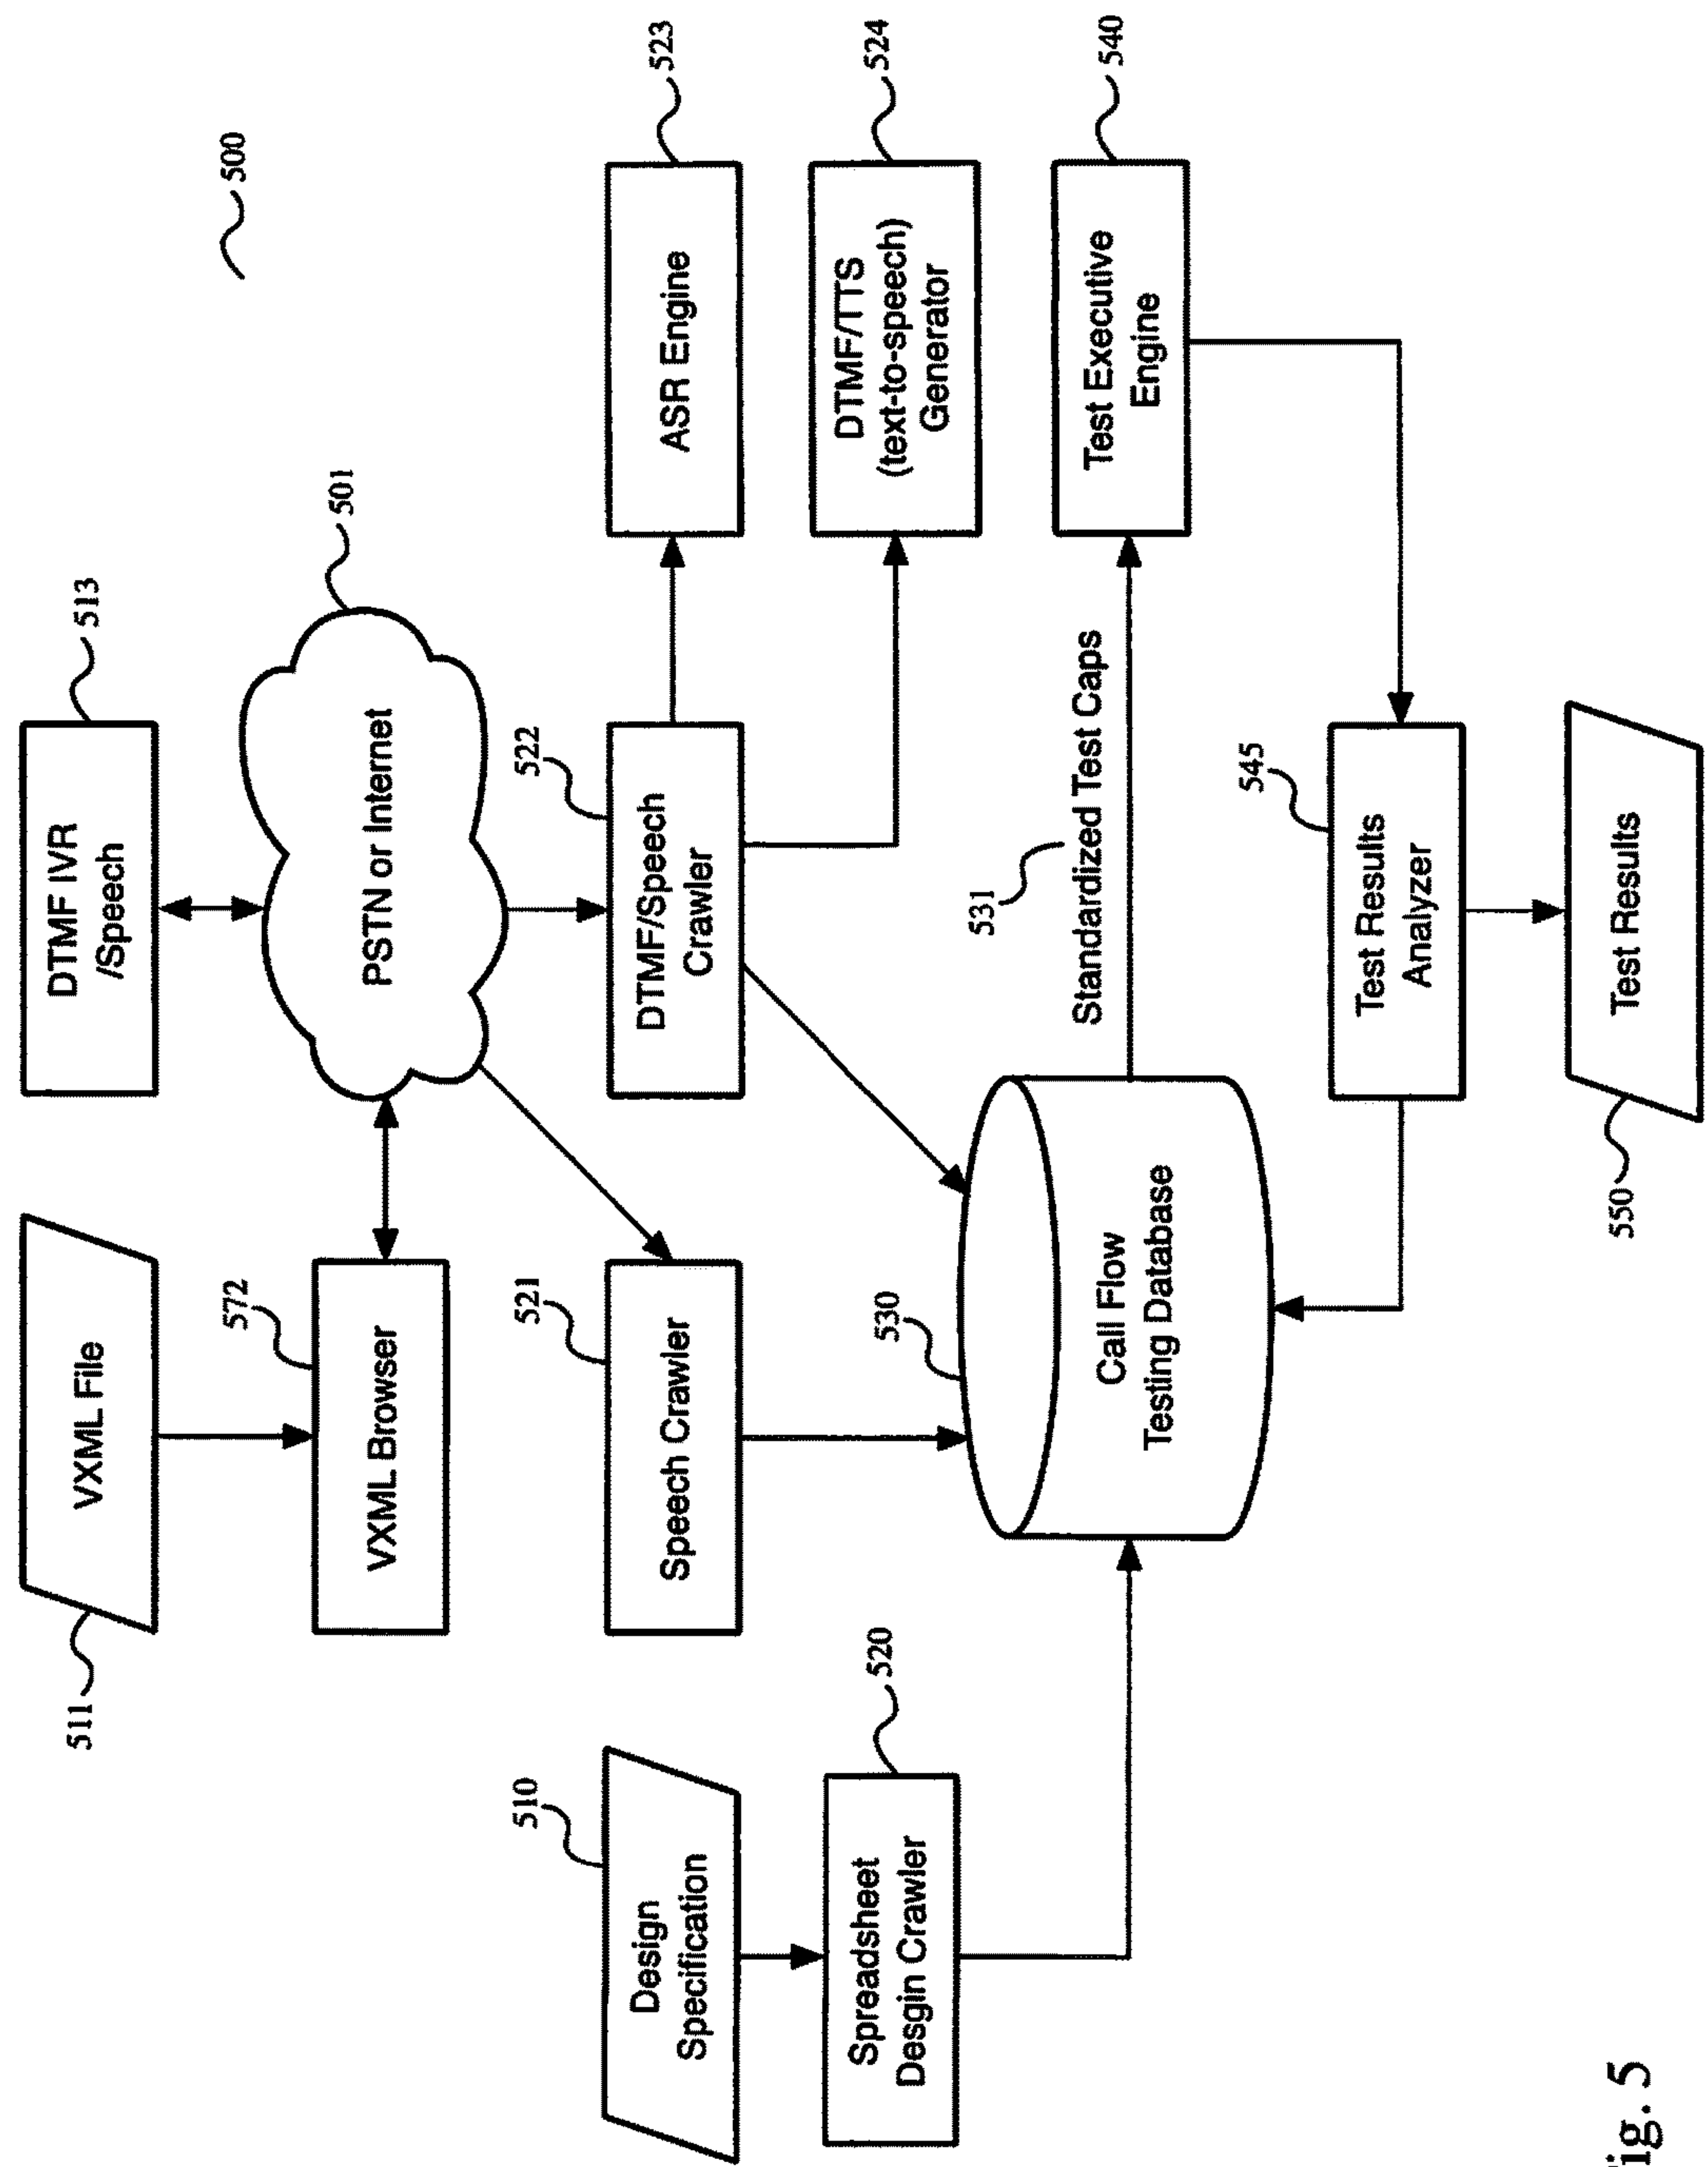 500
511
VXML File
DTMF IVR
/Speech
513
572
VXML Browser
PSTN or Internet
501
510
Design
Specification
521
Speech Crawler
522
DTMF/Speech
Crawler
ASR Engine
523
520
Spreadsheet
Desgin Crawler
DTMF/TTS
(text-to-speech)
Generator
524
530
Call Flow
Testing Database
531
Standardized Test Caps
Test Executive
Engine
540
545
Test Results
Analyzer
550
Test Results
ig. 5